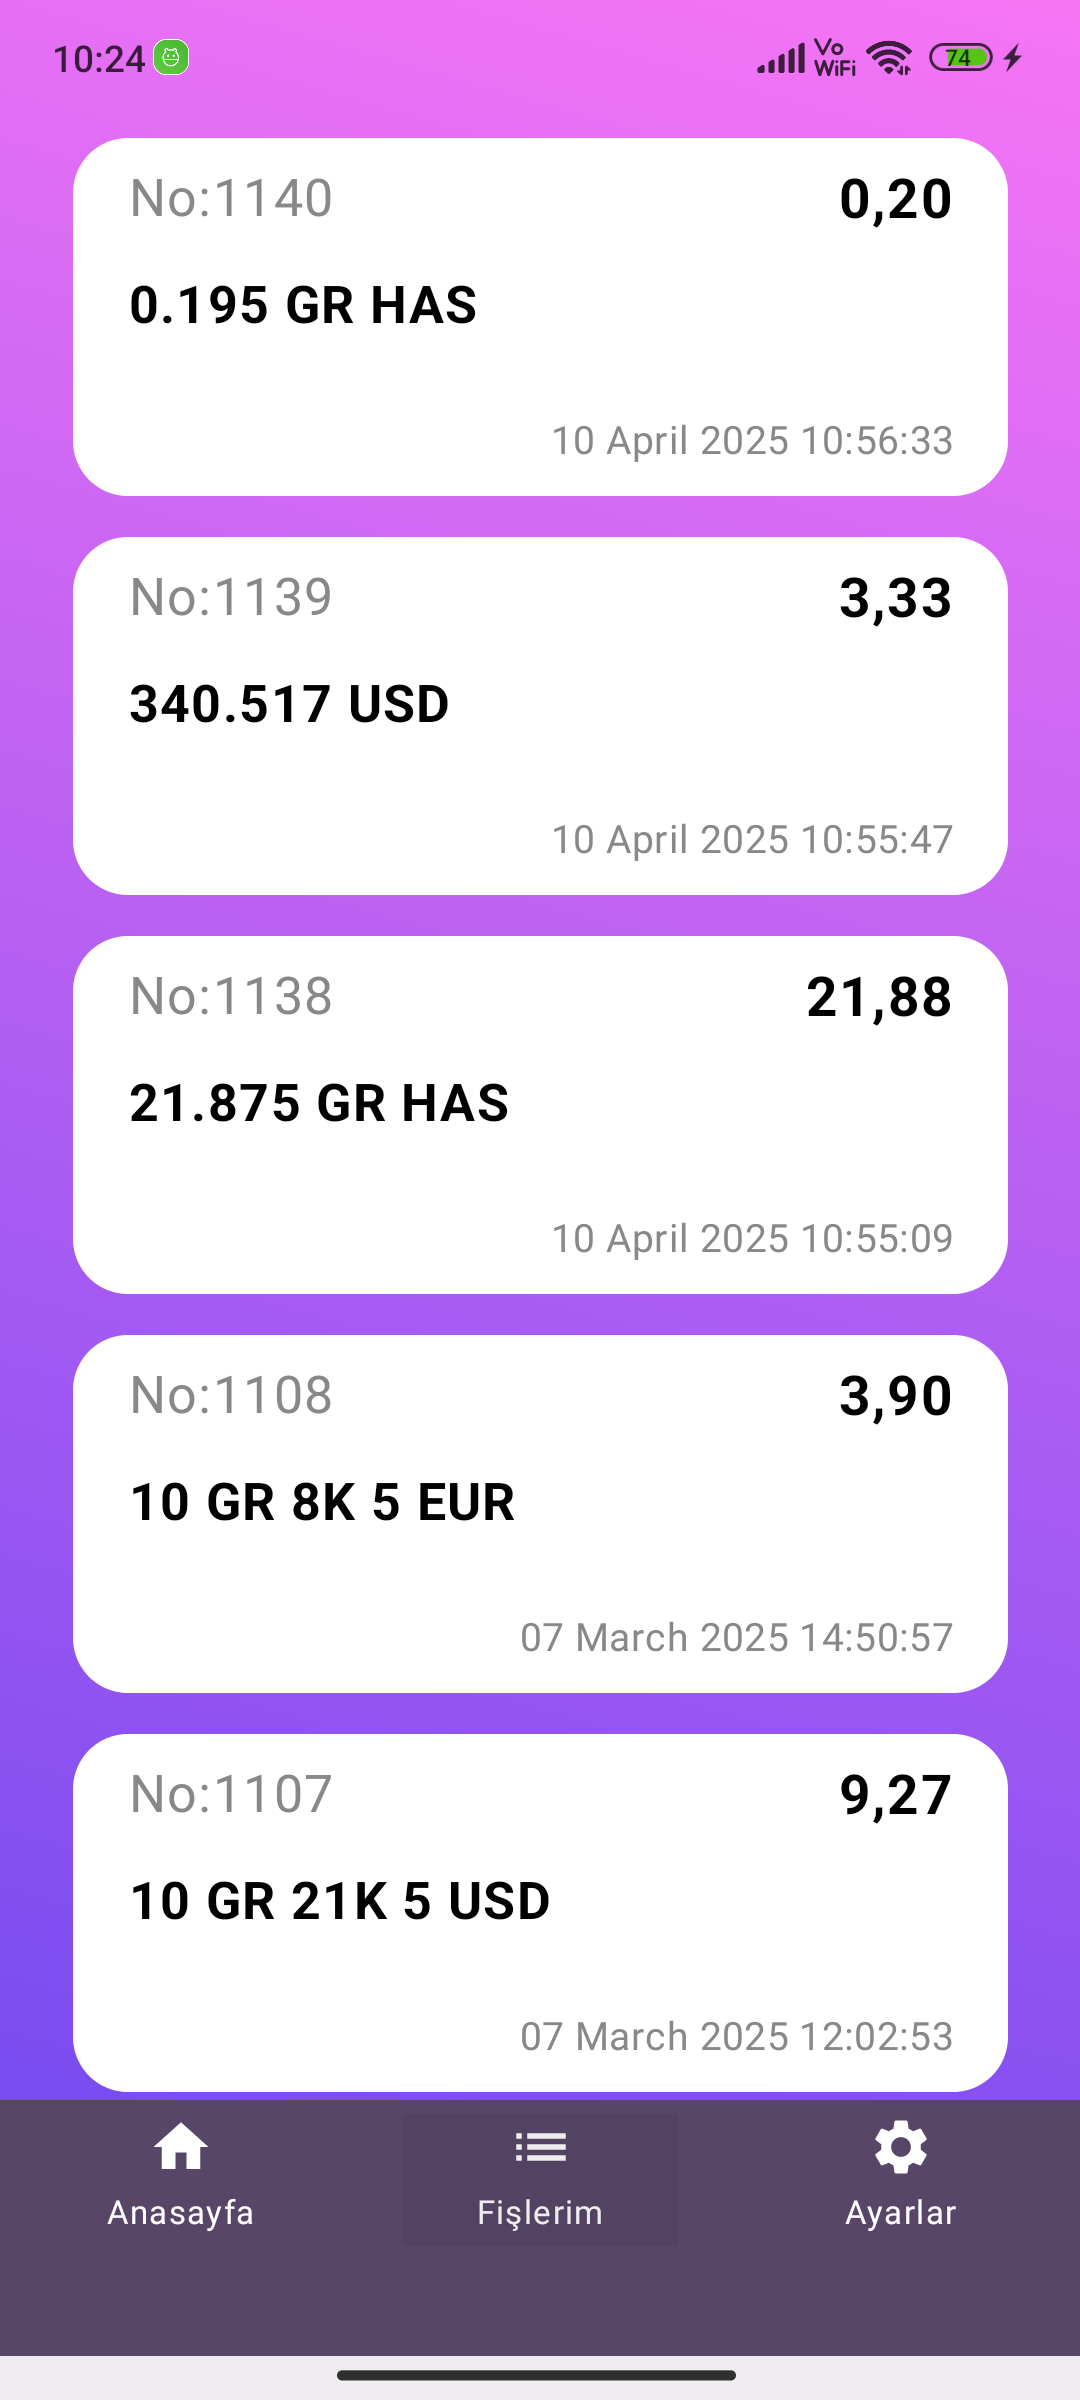 10:24
Vo WiFi
74
No:1140
0,20
0.195 GR HAS
10 April 2025 10:56:33
No:1139
3,33
340.517 USD
10 April 2025 10:55:47
No:1138
21,88
21.875 GR HAS
10 April 2025 10:55:09
No:1108
3,90
10 GR 8K 5 EUR
07 March 2025 14:50:57
No:1107
9,27
10 GR 21K 5 USD
07 March 2025 12:02:53
Anasayfa
Fişlerim
Ayarlar